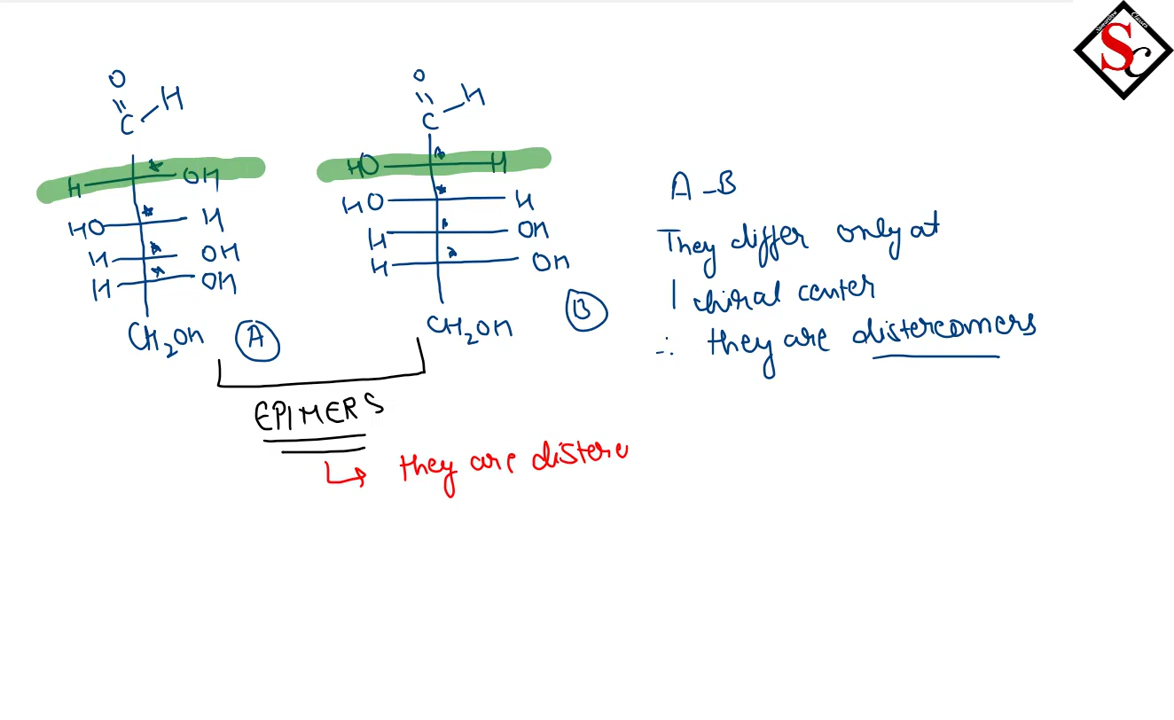 O O
H H
C C
H OH HO H
HO H HO H
H OH H OH
H OH H OH
CH2OH A CH2OH B
A - B
They differ only at
1 chiral center
∴ they are distereomers
EPIMERS
↳ they are distere
SC